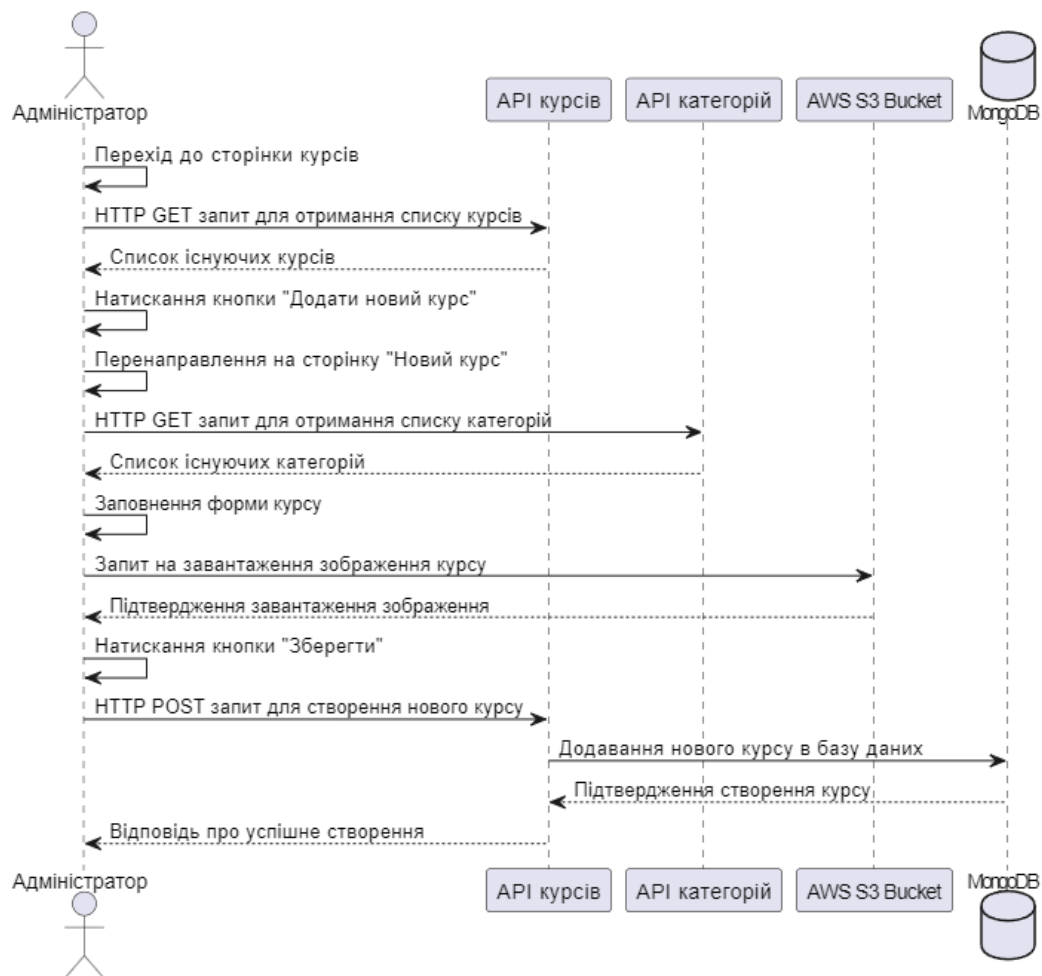 Адміністратор
API курсів
API категорій
AWS S3 Bucket
MongoDB
Перехід до сторінки курсів
HTTP GET запит для отримання списку курсів
Список існуючих курсів
Натискання кнопки "Додати новий курс"
Перенаправлення на сторінку "Новий курс"
HTTP GET запит для отримання списку категорій
Список існуючих категорій
Заповнення форми курсу
Запит на завантаження зображення курсу
Підтвердження завантаження зображення
Натискання кнопки "Зберегти"
HTTP POST запит для створення нового курсу
Додавання нового курсу в базу даних
Підтвердження створення курсу
Відповідь про успішне створення
Адміністратор
API курсів
API категорій
AWS S3 Bucket
MongoDB